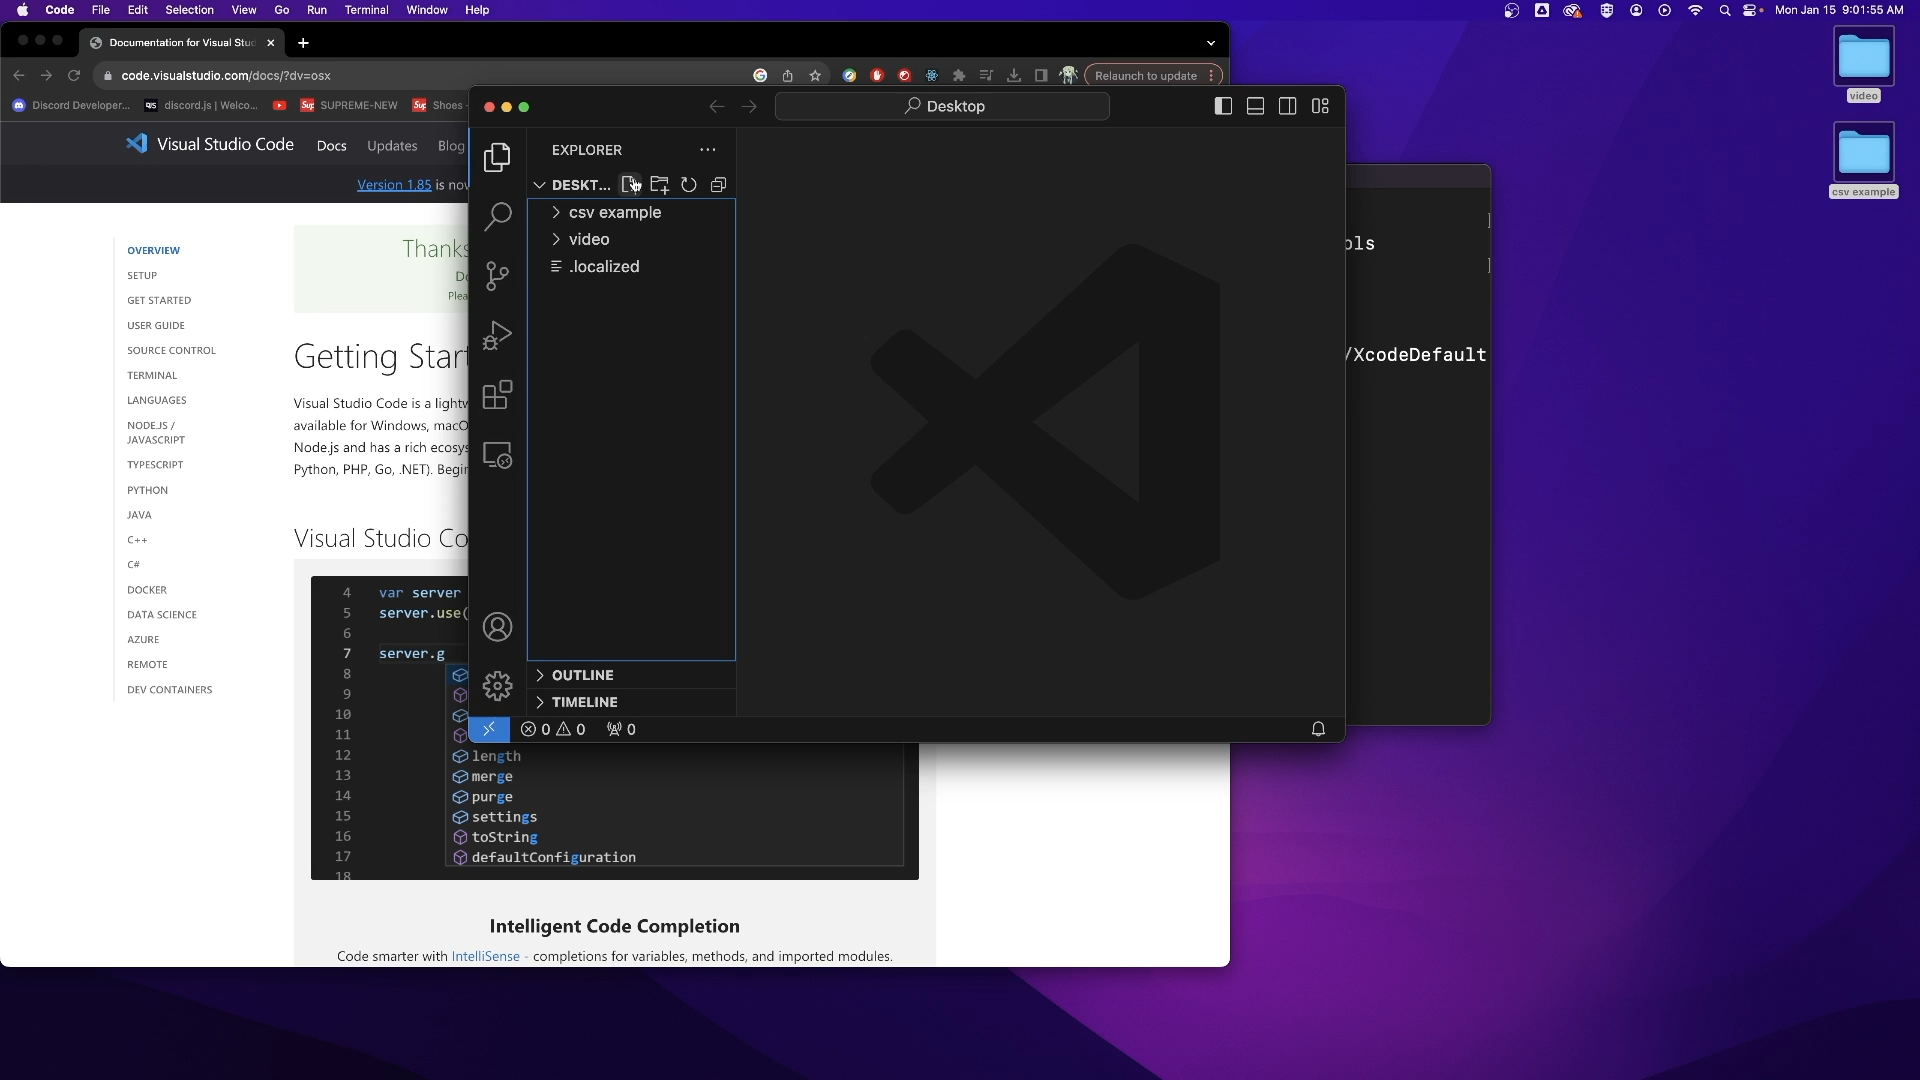 Code File Edit Selection View Go Run Terminal Window Help
Mon Jan 15 9:01:55 AM
Documentation for Visual Stu
code.visualstudio.com/docs/?dv=osx
Relaunch to update
Discord Developer...
discord.js | Welco...
SUPREME-NEW
Shoes
Visual Studio Code
Docs
Updates
Blog
Version 1.85 is now
OVERVIEW
SETUP
GET STARTED
USER GUIDE
SOURCE CONTROL
TERMINAL
LANGUAGES
NODE.JS /
JAVASCRIPT
TYPESCRIPT
PYTHON
JAVA
C++
C#
DOCKER
DATA SCIENCE
AZURE
REMOTE
DEV CONTAINERS
Thanks
Getting Star
Visual Studio Code is a lightw
available for Windows, macO
Node.js and has a rich ecosys
Python, PHP, Go, .NET). Begin
Visual Studio Co
4 var server
5 server.use(
6
7 server.g
8
9
10
11
12 length
13 merge
14 purge
15 settings
16 toString
17 defaultConfiguration
18
Intelligent Code Completion
Code smarter with IntelliSense - completions for variables, methods, and imported modules.
Desktop
EXPLORER
DESKT...
csv example
video
.localized
OUTLINE
TIMELINE
0 0 0
]
ols
]
/XcodeDefault
video
csv example